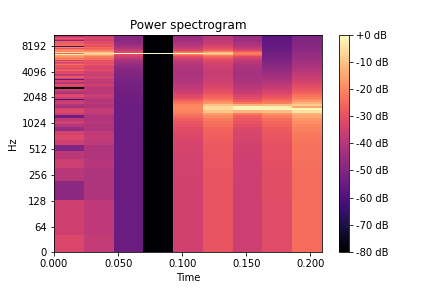 Power spectrogram
8192
4096
2048
1024
512
256
128
64
0
Hz
0.000 0.050 0.100 0.150 0.200
Time
+0 dB
-10 dB
-20 dB
-30 dB
-40 dB
-50 dB
-60 dB
-70 dB
-80 dB